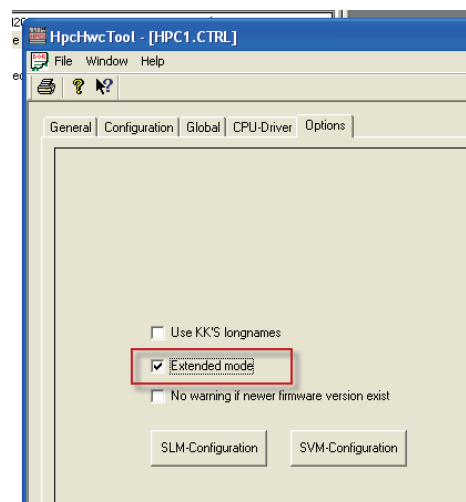 HpcHwcTool - [HPC1.CTRL]
File Window Help
General Configuration Global CPU-Driver Options
Use KK'S longnames
Extended mode
No warning if newer firmware version exist
SLM-Configuration SVM-Configuration